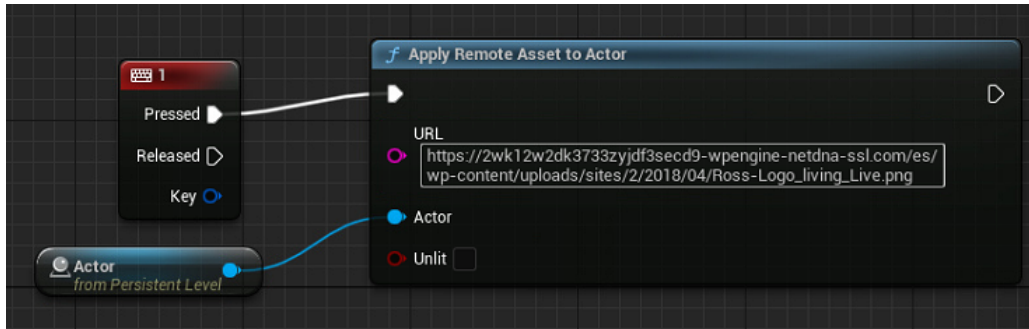 1
Pressed
Released
Key
Actor
from Persistent Level
Apply Remote Asset to Actor
URL
https://2wk12w2dk3733zyjdf3secd9-wpengine-netdna-ssl.com/es/
wp-content/uploads/sites/2/2018/04/Ross-Logo_living_Live.png
Actor
Unlit